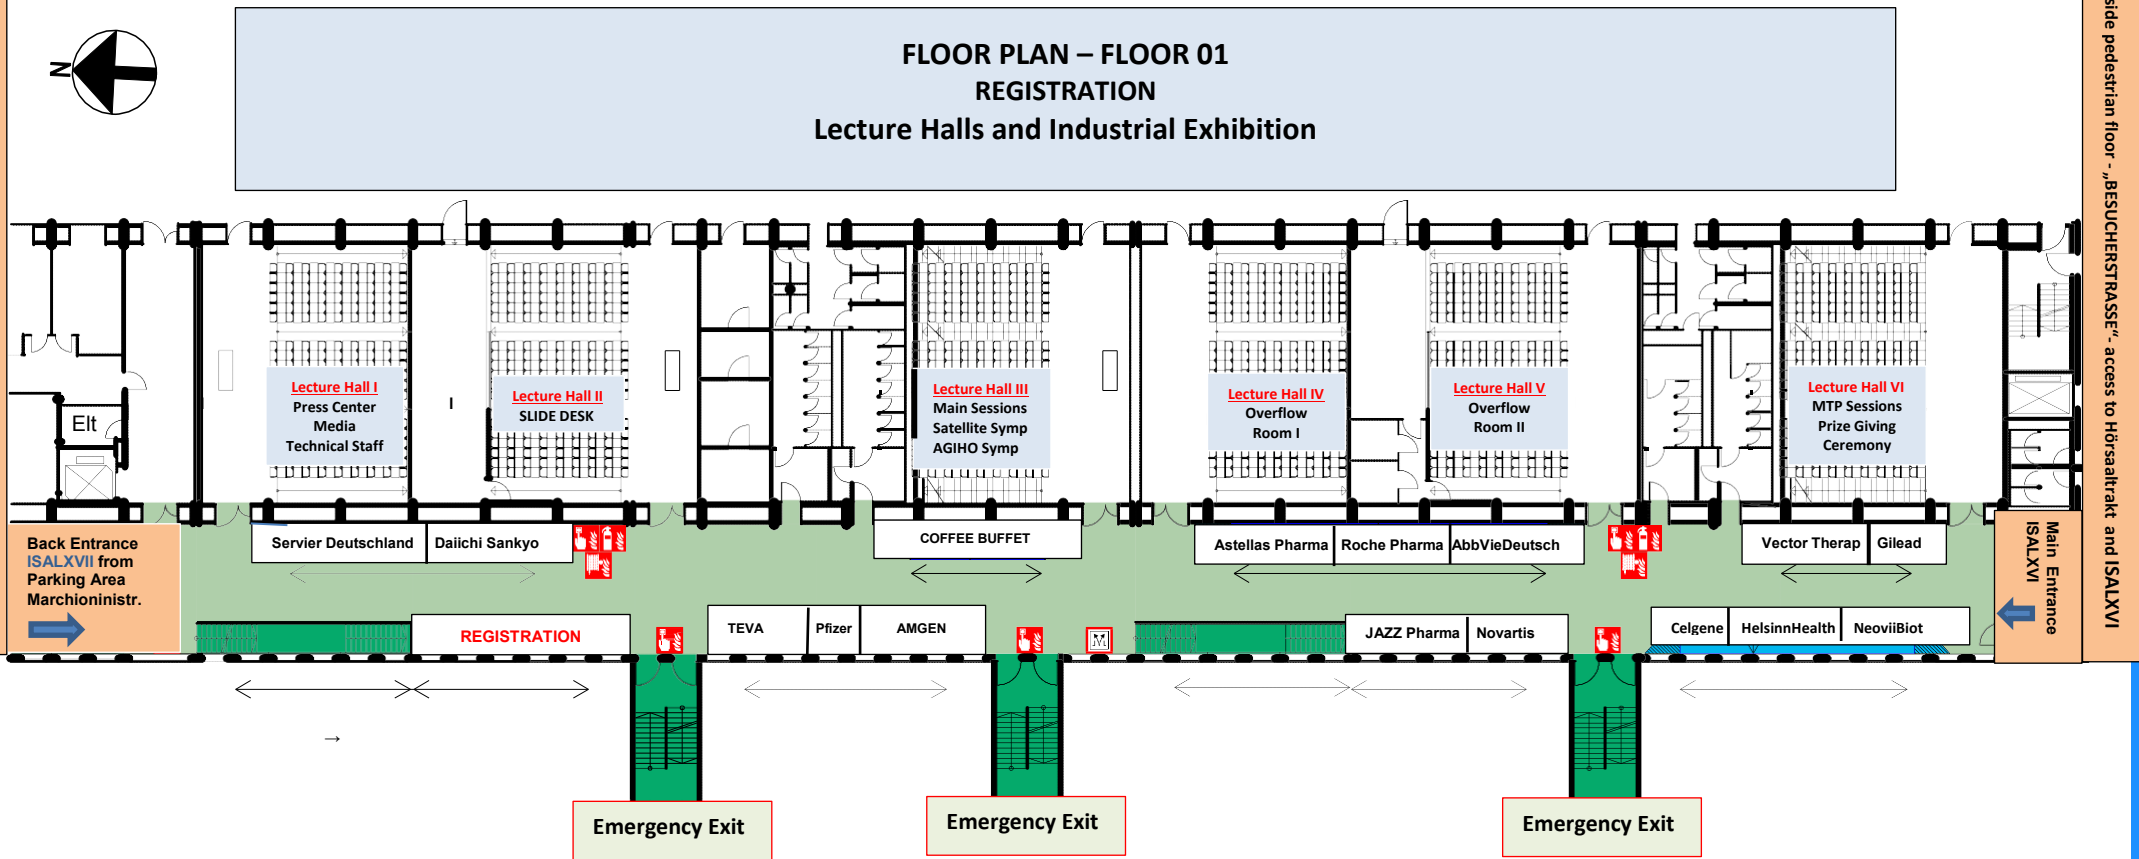 N
FLOOR PLAN – FLOOR 01
REGISTRATION
Lecture Halls and Industrial Exhibition
side pedestrian floor - „BESUCHERSTRASSE“- access to Hörsaaltrakt and ISALXVI
Elt
Lecture Hall I
Press Center
Media
Technical Staff
I
Lecture Hall II
SLIDE DESK
Lecture Hall III
Main Sessions
Satellite Symp
AGIHO Symp
Lecture Hall IV
Overflow
Room I
Lecture Hall V
Overflow
Room II
Lecture Hall VI
MTP Sessions
Prize Giving
Ceremony
Back Entrance
ISALXVII from
Parking Area
Marchioninistr.
Servier Deutschland
Daiichi Sankyo
COFFEE BUFFET
Astellas Pharma
Roche Pharma
AbbVieDeutsch
Vector Therap
Gilead
Main Entrance
ISALXVI
REGISTRATION
TEVA
Pfizer
AMGEN
JAZZ Pharma
Novartis
Celgene
HelsinnHealth
NeoviiBiot
Emergency Exit
Emergency Exit
Emergency Exit